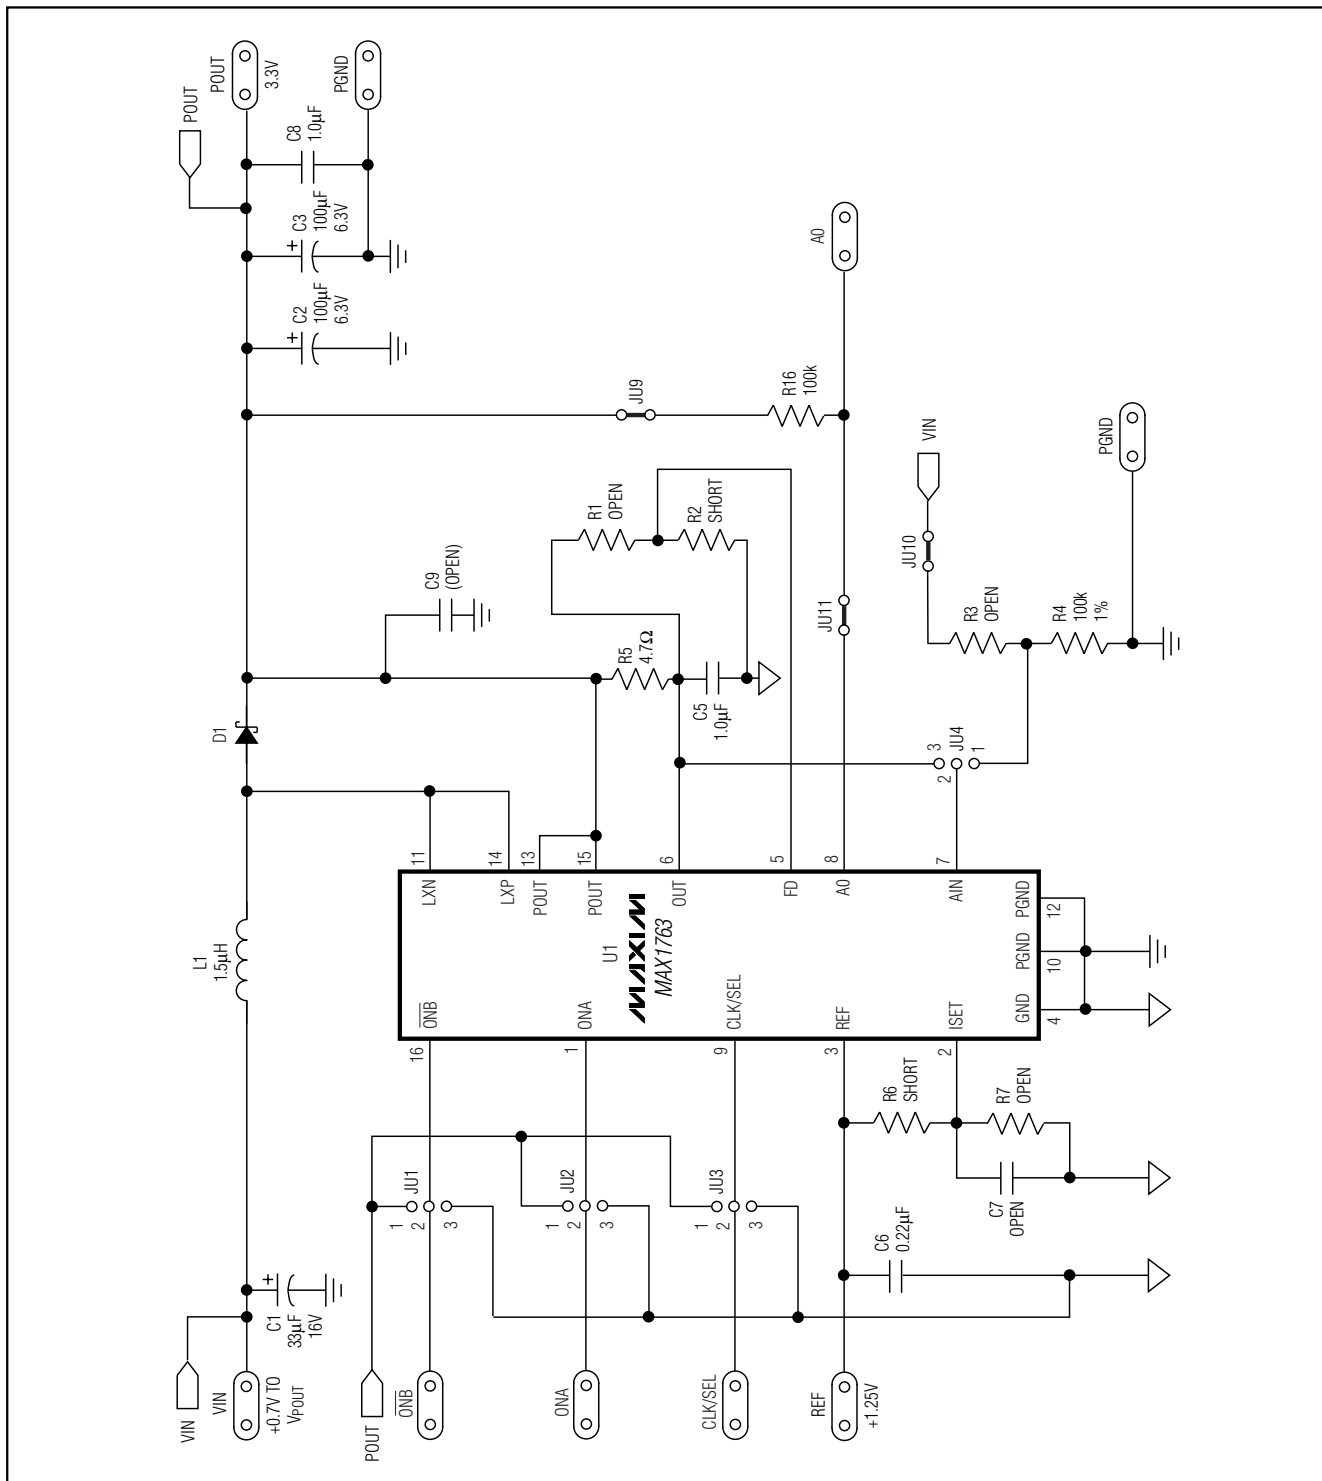 VIN
VIN
+0.7V TO
VPOUT
C1
33µF
16V
L1
1.5µH
D1
C9
(OPEN)
C2
100µF
6.3V
C3
100µF
6.3V
C8
1.0µF
POUT
POUT
3.3V
PGND
POUT
ONB
JU1
1
2
3
16
ONB
LXN
11
LXP
14
POUT
13
POUT
15
R5
4.7Ω
C5
1.0µF
R1
OPEN
R2
SHORT
JU9
R16
100k
ONA
JU2
1
2
3
1
ONA
U1
MAXIM
MAX1763
OUT
6
FD
5
CLK/SEL
JU3
1
2
3
9
CLK/SEL
A0
8
JU11
A0
REF
+1.25V
C6
0.22µF
3
REF
R6
SHORT
2
ISET
C7
OPEN
R7
OPEN
AIN
7
3
2
JU4
1
JU10
VIN
R3
OPEN
R4
100k
1%
PGND
GND
4
PGND
10
PGND
12